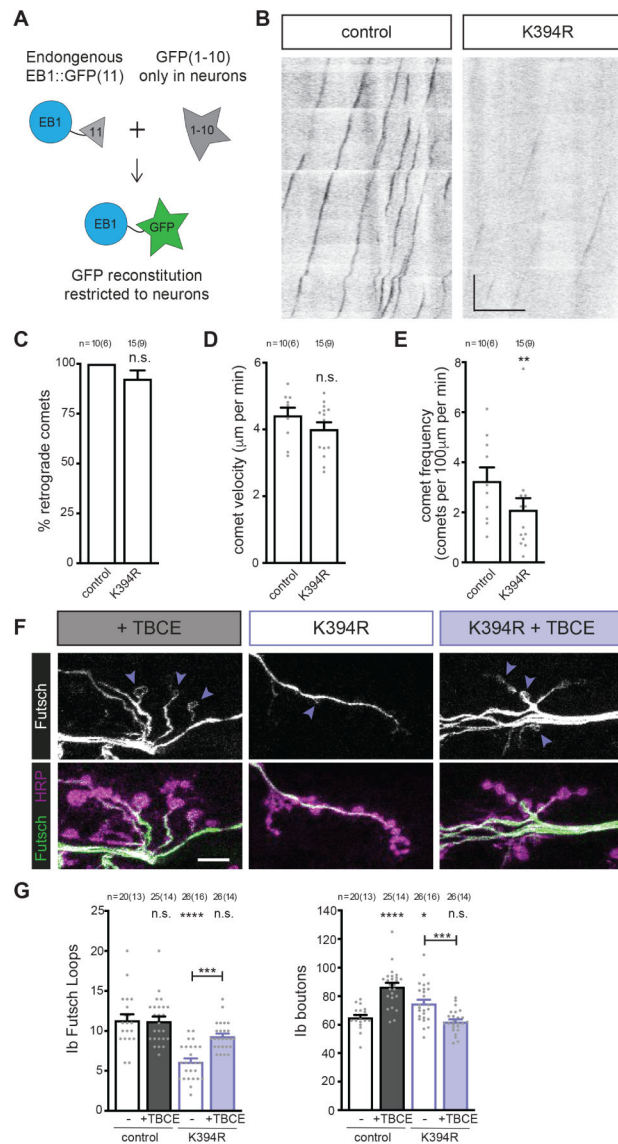 A
Endongenous
EB1::GFP(11)
GFP(1-10)
only in neurons
EB1
11
+
1-10
EB1
GFP
GFP reconstitution
restricted to neurons
B
control
K394R
C
n=10(6)
15(9)
n.s.
% retrograde comets
100
75
50
25
0
control
K394R
D
n=10(6)
15(9)
n.s.
comet velocity (μm per min)
6
4
2
0
control
K394R
E
n=10(6)
15(9)
**
comet frequency
(comets per 100μm per min)
8
6
4
2
0
control
K394R
F
+ TBCE
K394R
K394R + TBCE
Futsch
Futsch HRP
G
n=20(13)
25(14)
26(16)
26(14)
n.s.
****
n.s.
***
Ib Futsch Loops
25
20
15
10
5
0
-
+TBCE
-
+TBCE
control
K394R
n=20(13)
25(14)
26(16)
26(14)
****
*
n.s.
***
Ib boutons
140
120
100
80
60
40
20
0
-
+TBCE
-
+TBCE
control
K394R